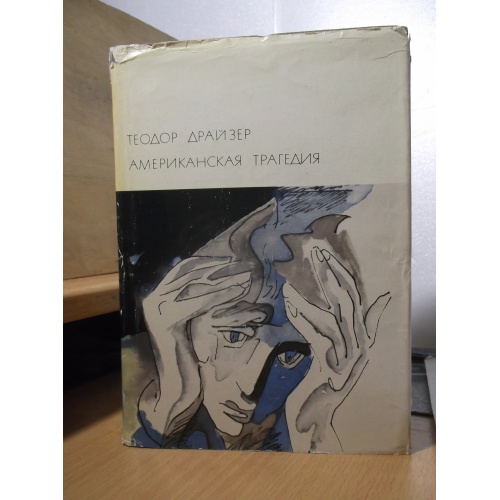 ТЕОДОР ДРАЙЗЕР
АМЕРИКАНСКАЯ ТРАГЕДИЯ